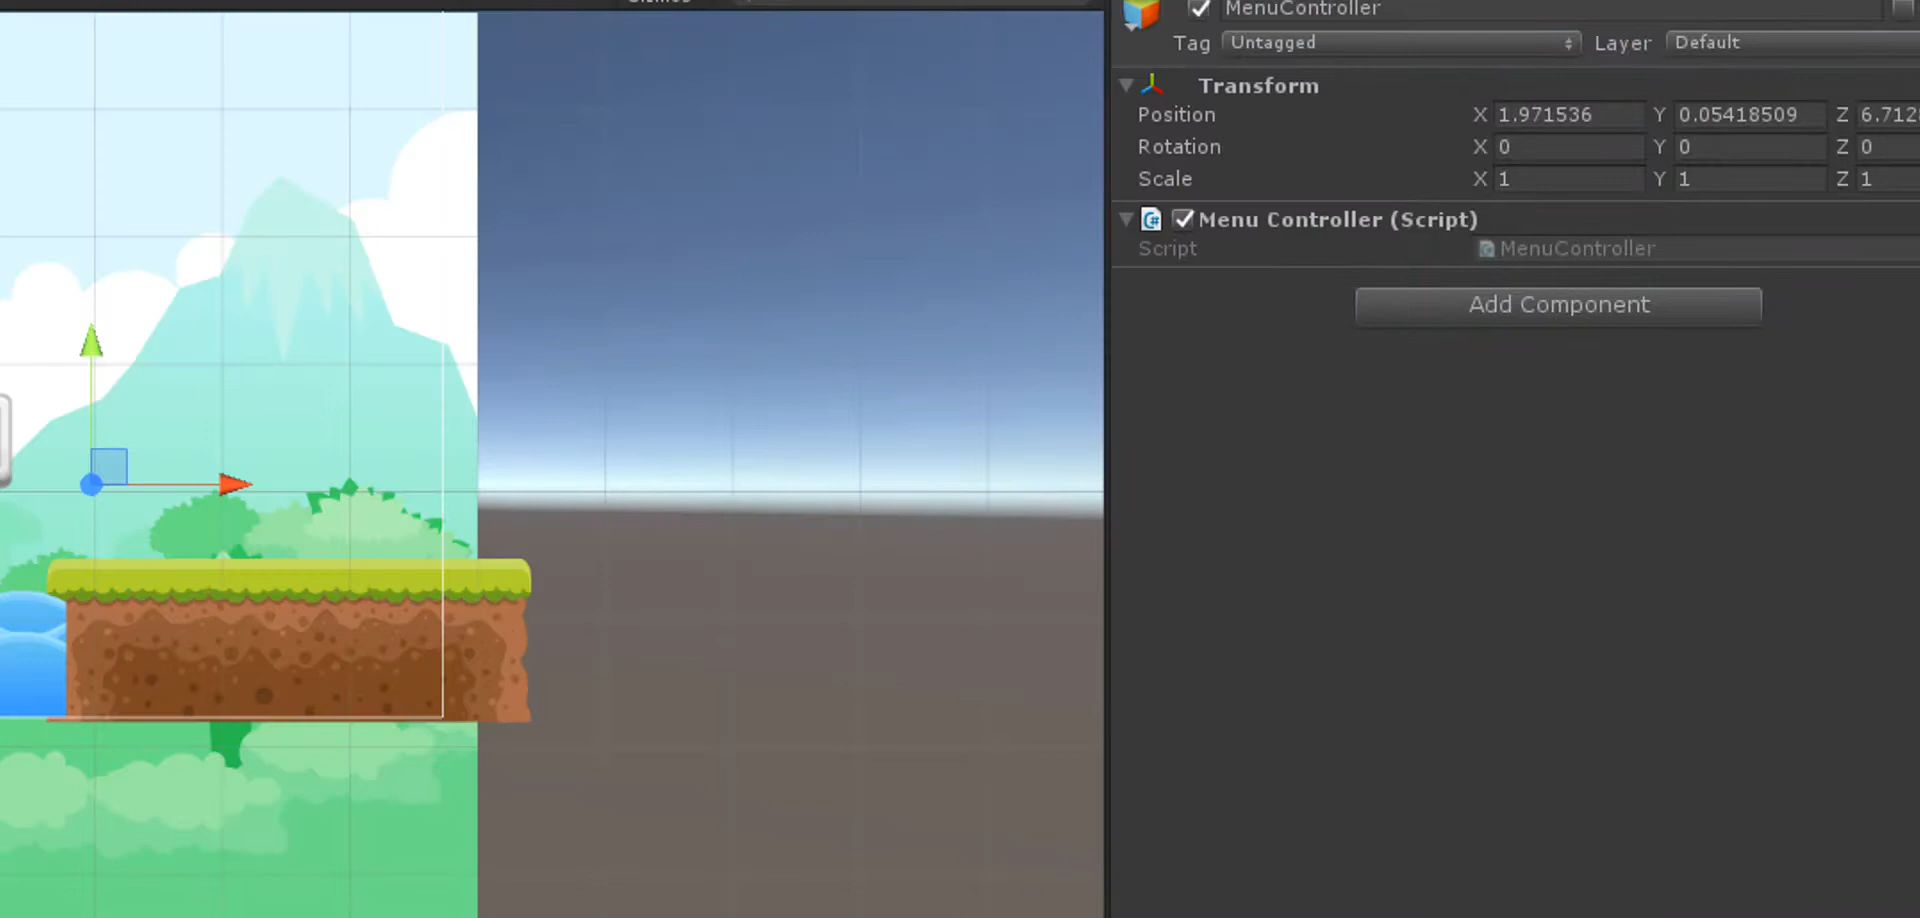 MenuController
Tag Untagged Layer Default
Transform
Position X 1.971536 Y 0.05418509 Z 6.712
Rotation X 0 Y 0 Z 0
Scale X 1 Y 1 Z 1
Menu Controller (Script)
Script MenuController
Add Component